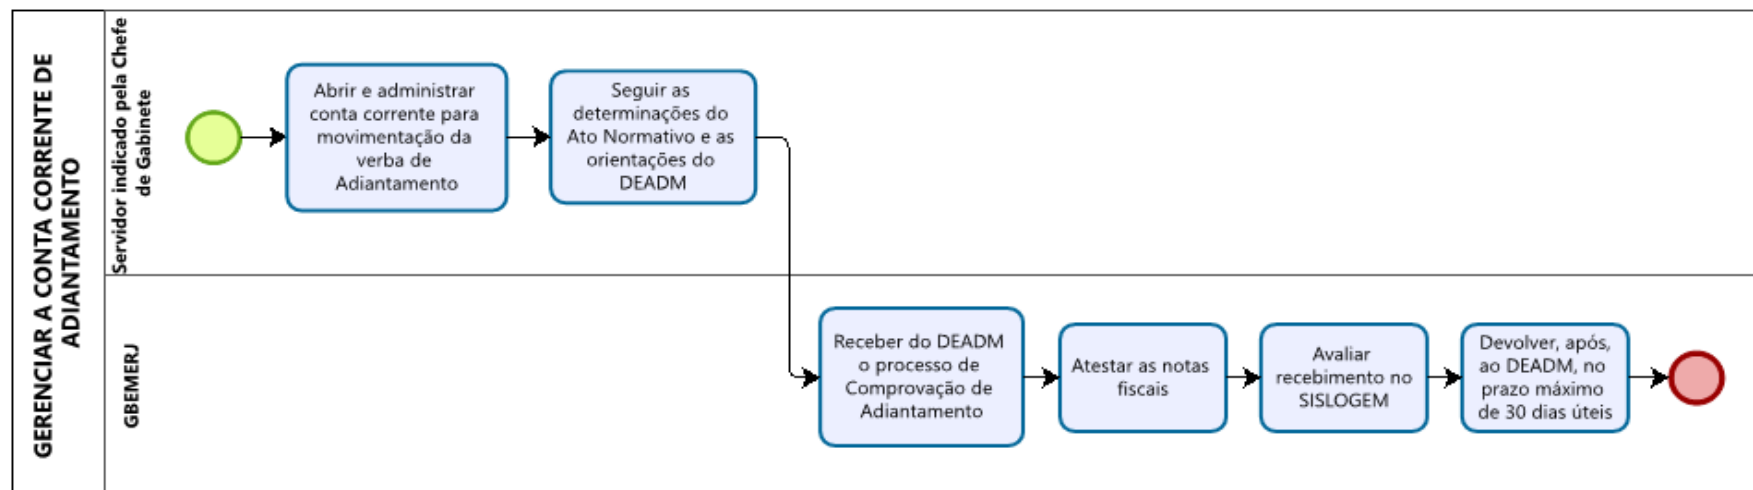 GERENCIAR A CONTA CORRENTE DE
ADIANTAMENTO
Servidor indicado pela Chefe
de Gabinete
Abrir e administrar
conta corrente para
movimentação da
verba de
Adiantamento
Seguir as
determinações do
Ato Normativo e as
orientações do
DEADM
GBEMERJ
Receber do DEADM
o processo de
Comprovação de
Adiantamento
Atestar as notas
fiscais
Avaliar
recebimento no
SISLOGEM
Devolver, após,
ao DEADM, no
prazo máximo
de 30 dias úteis